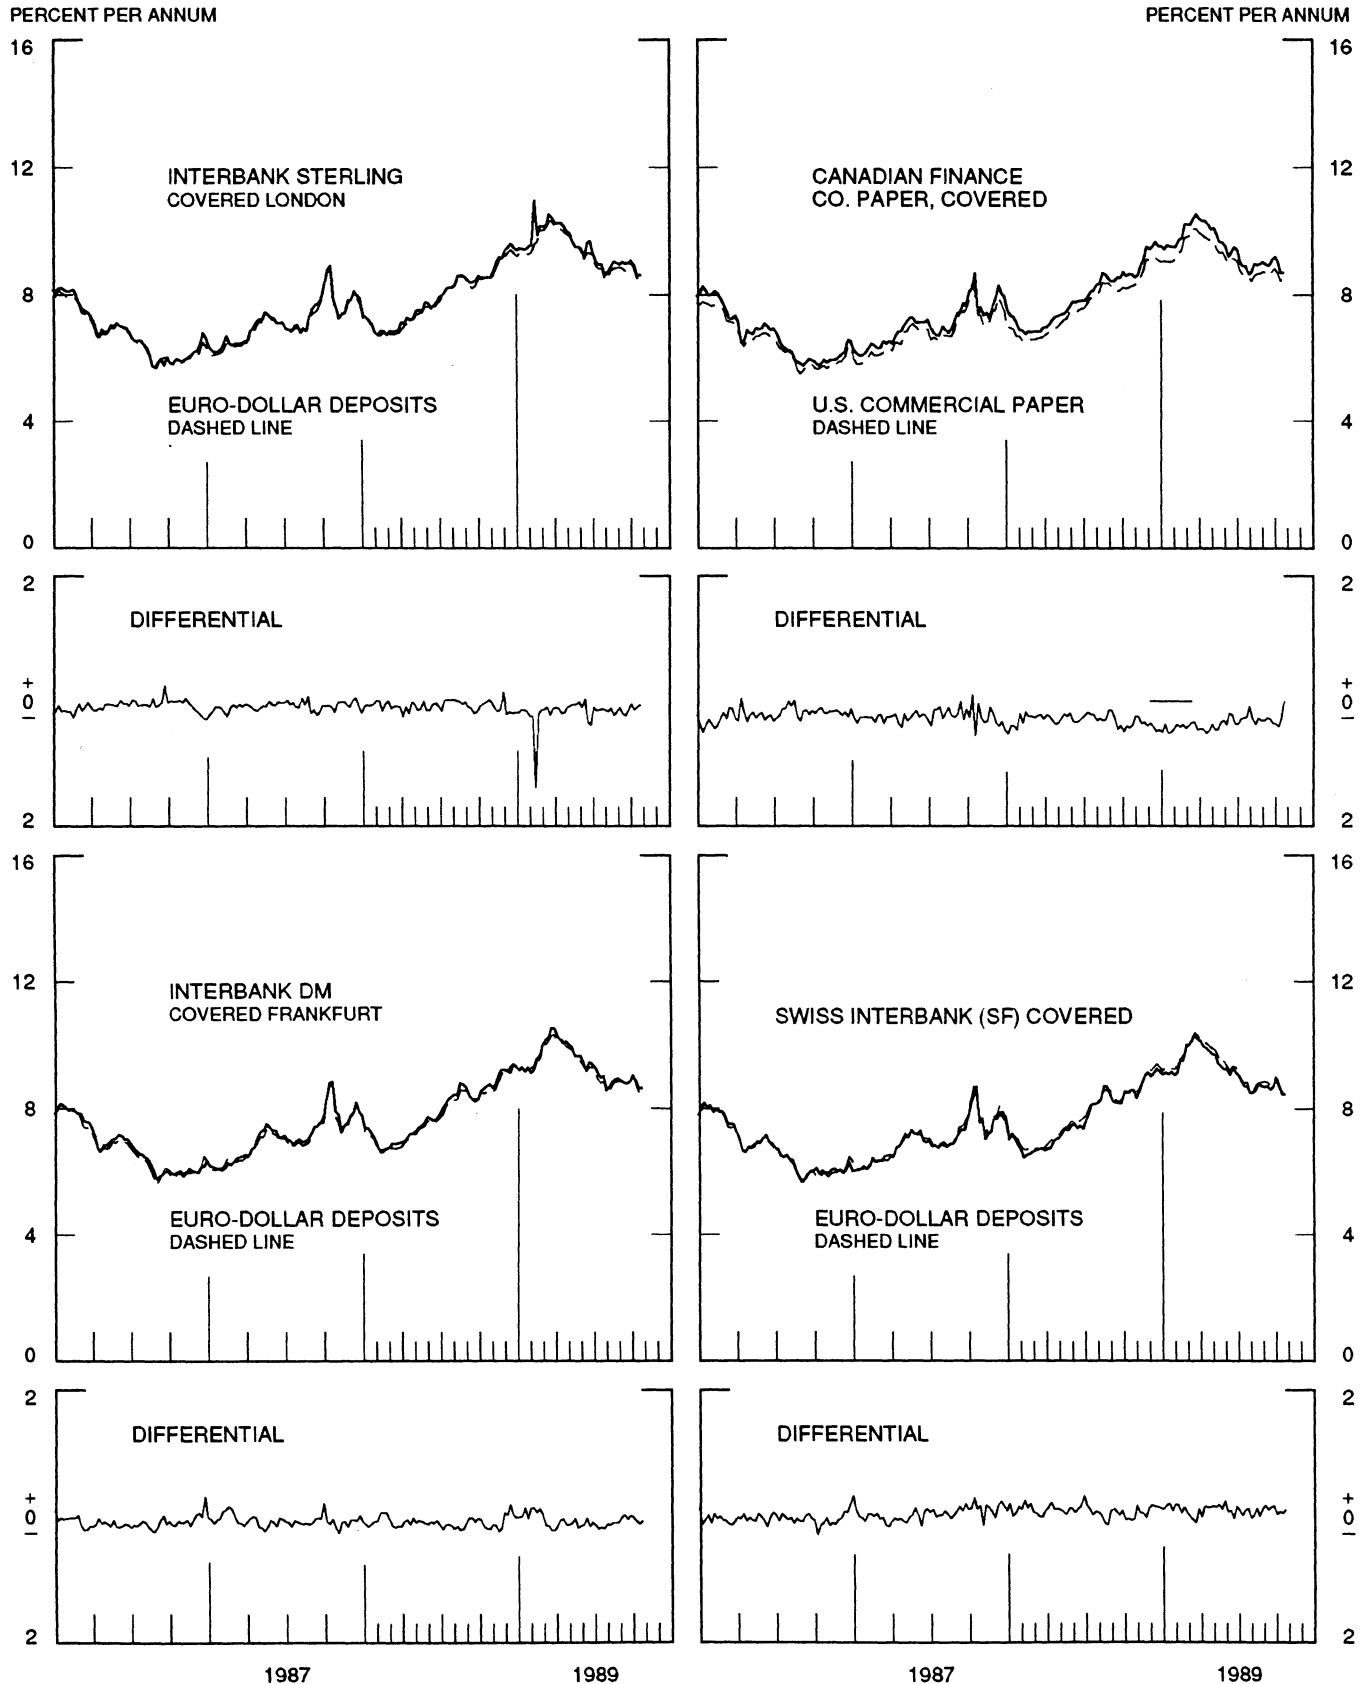 PERCENT PER ANNUM
PERCENT PER ANNUM
16
12
8
4
0
INTERBANK STERLING
COVERED LONDON
EURO-DOLLAR DEPOSITS
DASHED LINE
CANADIAN FINANCE
CO. PAPER, COVERED
U.S. COMMERCIAL PAPER
DASHED LINE
16
12
8
4
0
2
+
0
–
2
DIFFERENTIAL
DIFFERENTIAL
2
+
0
–
2
16
12
8
4
0
INTERBANK DM
COVERED FRANKFURT
EURO-DOLLAR DEPOSITS
DASHED LINE
SWISS INTERBANK (SF) COVERED
EURO-DOLLAR DEPOSITS
DASHED LINE
16
12
8
4
0
2
+
0
–
2
DIFFERENTIAL
DIFFERENTIAL
2
+
0
–
2
1987
1989
1987
1989